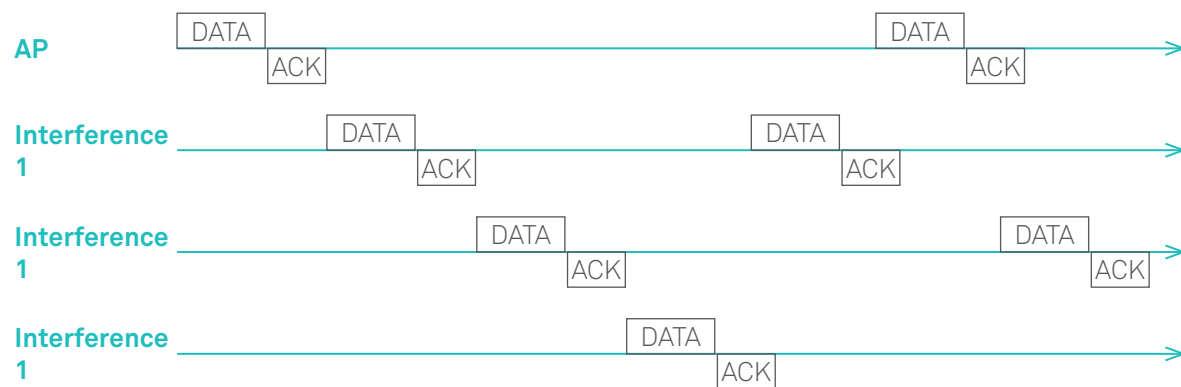 DATA DATA
AP
ACK ACK
Interference DATA DATA
1
ACK ACK
Interference DATA DATA
1
ACK ACK
Interference DATA
1
ACK